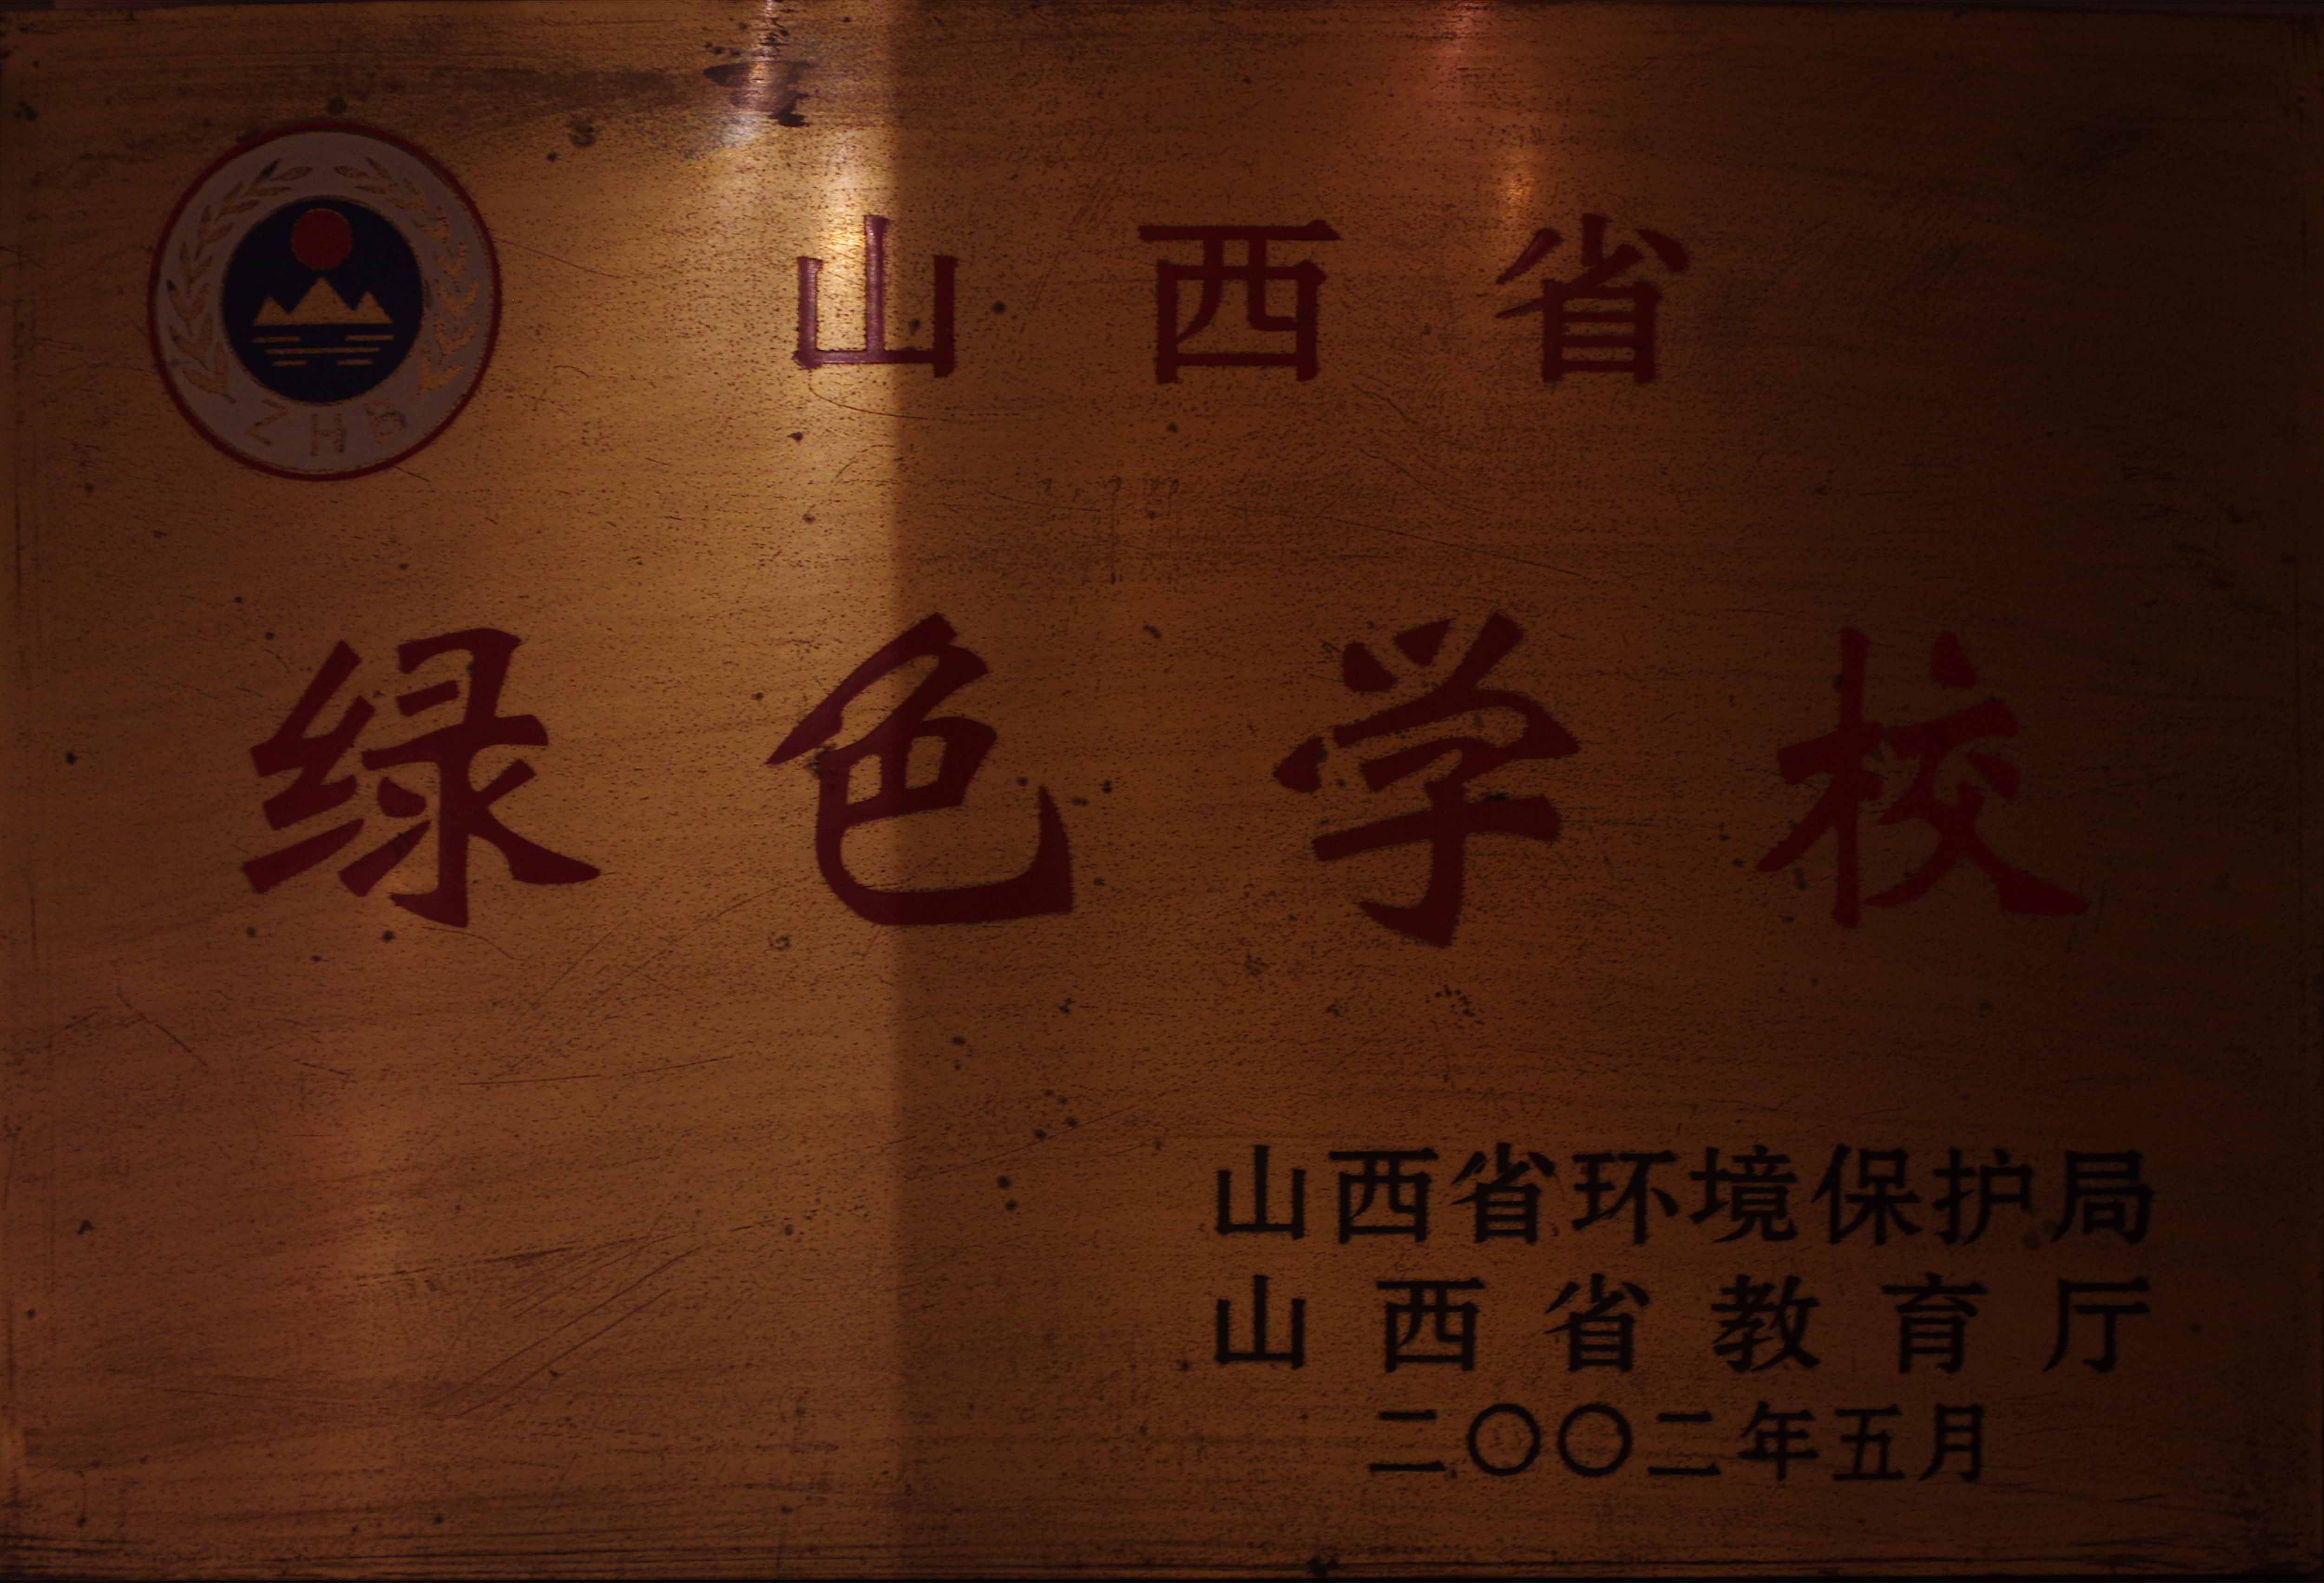 山西省
ZHb
绿色学校
山西省环境保护局
山西省教育厅
二〇〇二年五月